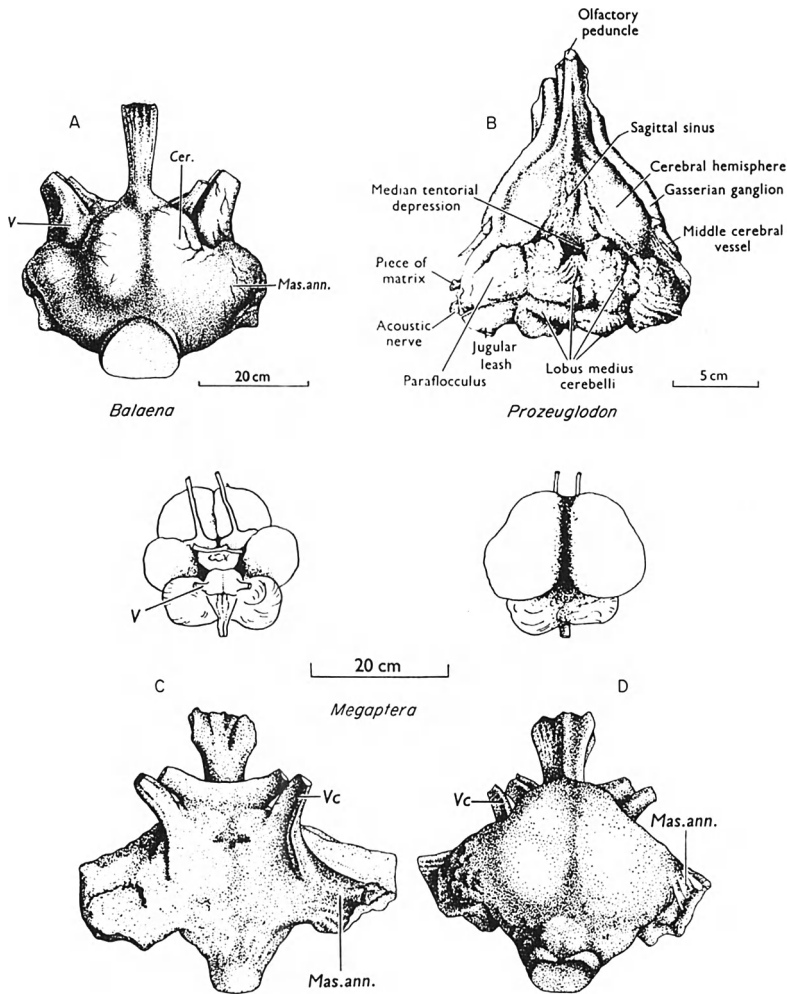 Olfactory
peduncle
A
B
Cer.
Sagittal sinus
Cerebral hemisphere
Median tentorial
depression
Gasserian ganglion
V
Middle cerebral
vessel
Piece of
matrix
Mas.ann.
Acoustic
nerve
Jugular
leash
Lobus medius
cerebelli
Paraflocculus
20 cm
5 cm
Balaena
Prozeuglodon
V
20 cm
C
D
Megaptera
Vc
Vc
Mas.ann.
Mas.ann.